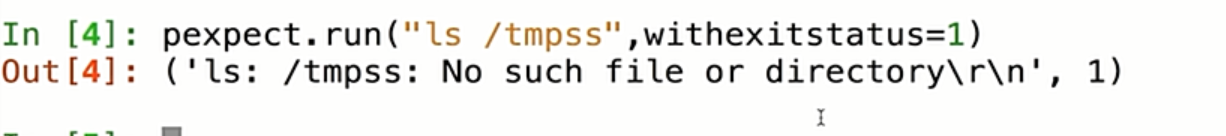 In [4]: pexpect.run("ls /tmpss",withexitstatus=1)
Out[4]: ('ls: /tmpss: No such file or directory\r\n', 1)